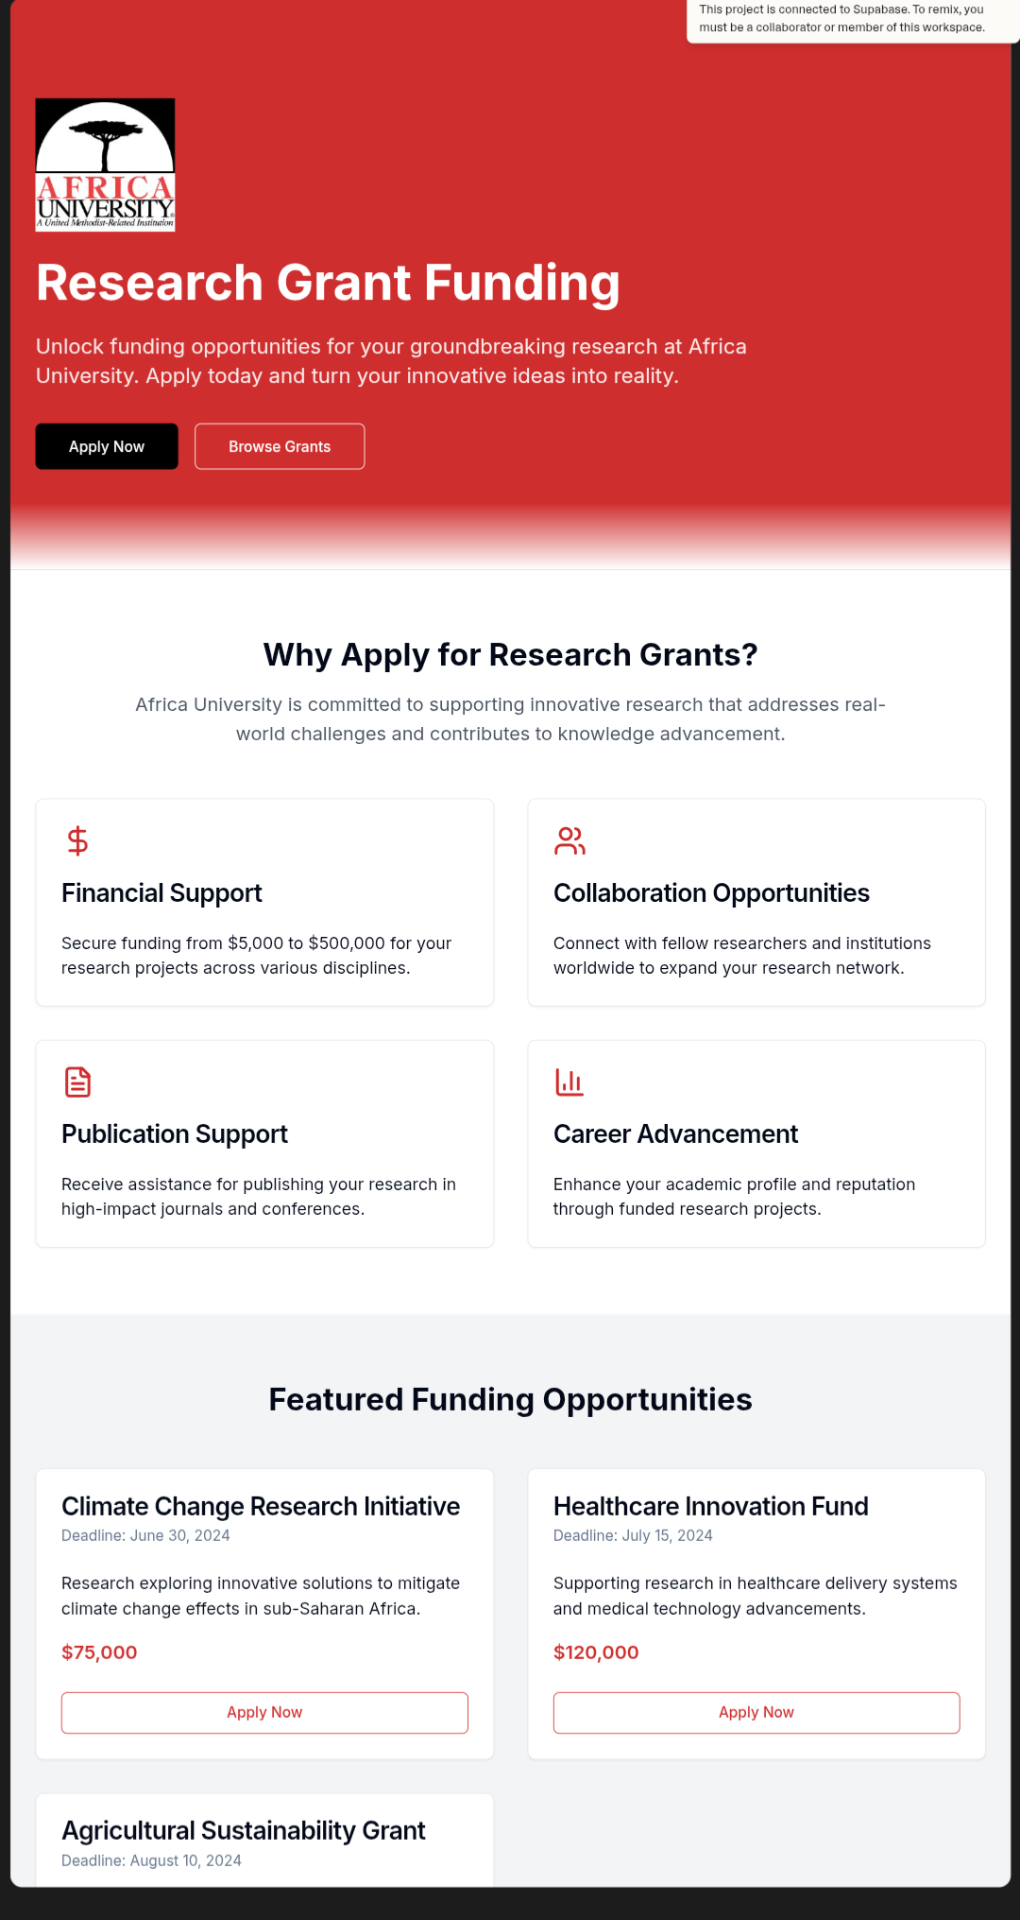 This project is connected to Supabase. To remix, you
must be a collaborator or member of this workspace.
AFRICA
UNIVERSITY®
A United Methodist-Related Institution
Research Grant Funding
Unlock funding opportunities for your groundbreaking research at Africa
University. Apply today and turn your innovative ideas into reality.
Apply Now
Browse Grants
Why Apply for Research Grants?
Africa University is committed to supporting innovative research that addresses real-
world challenges and contributes to knowledge advancement.
Financial Support
Secure funding from $5,000 to $500,000 for your
research projects across various disciplines.
Collaboration Opportunities
Connect with fellow researchers and institutions
worldwide to expand your research network.
Publication Support
Receive assistance for publishing your research in
high-impact journals and conferences.
Career Advancement
Enhance your academic profile and reputation
through funded research projects.
Featured Funding Opportunities
Climate Change Research Initiative
Deadline: June 30, 2024
Research exploring innovative solutions to mitigate
climate change effects in sub-Saharan Africa.
$75,000
Apply Now
Healthcare Innovation Fund
Deadline: July 15, 2024
Supporting research in healthcare delivery systems
and medical technology advancements.
$120,000
Apply Now
Agricultural Sustainability Grant
Deadline: August 10, 2024